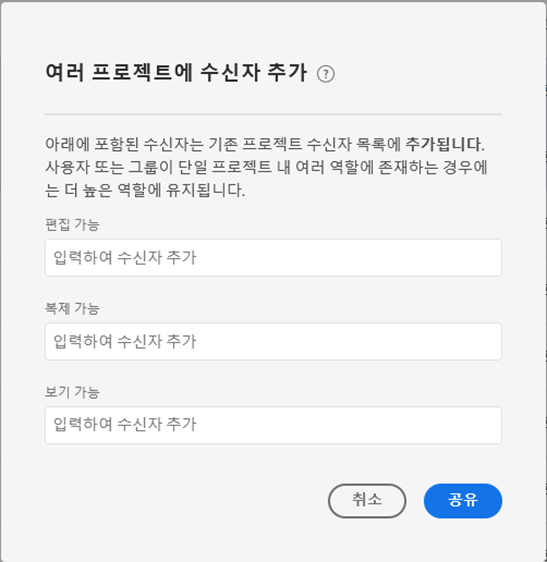 여러 프로젝트에 수신자 추가 ?
아래에 포함된 수신자는 기존 프로젝트 수신자 목록에 추가됩니다.
사용자 또는 그룹이 단일 프로젝트 내 여러 역할에 존재하는 경우에
는 더 높은 역할에 유지됩니다.
편집 가능
입력하여 수신자 추가
복제 가능
입력하여 수신자 추가
보기 가능
입력하여 수신자 추가
취소 공유